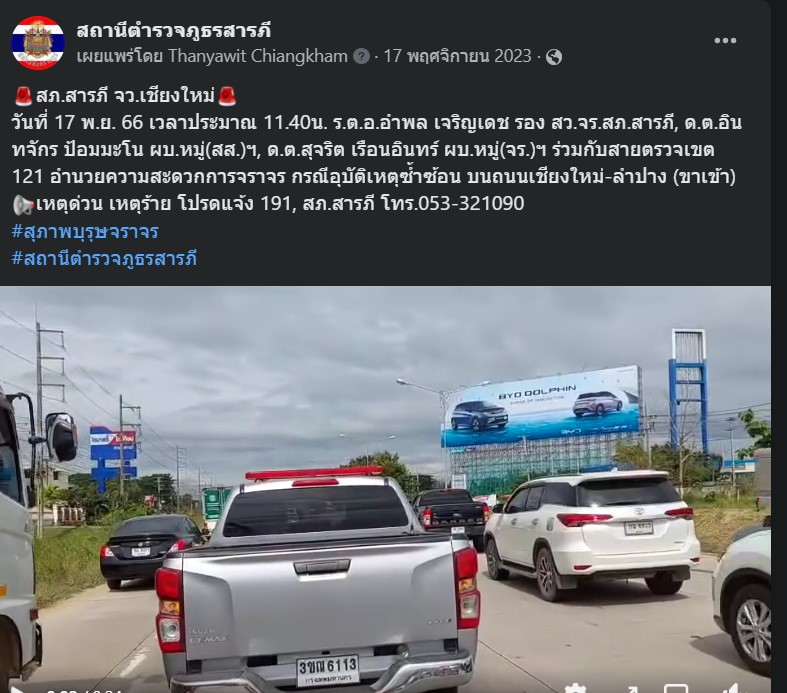 สถานีตำรวจภูธรสารภี
เผยแพร่โดย Thanyawit Chiangkham · 17 พฤศจิกายน 2023 ·
สภ.สารภี จว.เชียงใหม่
วันที่ 17 พ.ย. 66 เวลาประมาณ 11.40น. ร.ต.อ.อำพล เจริญเดช รอง สว.จร.สภ.สารภี, ด.ต.อิน
ทจักร ป้อมมะโน ผบ.หมู่(สส.)ฯ, ด.ต.สุจริต เรือนอินทร์ ผบ.หมู่(จร.)ฯ ร่วมกับสายตรวจเขต
121 อำนวยความสะดวกการจราจร กรณีอุบัติเหตุซ้ำซ้อน บนถนนเชียงใหม่-ลำปาง (ขาเข้า)
เหตุด่วน เหตุร้าย โปรดแจ้ง 191, สภ.สารภี โทร.053-321090
#สุภาพบุรุษจราจร
#สถานีตำรวจภูธรสารภี
BYD DOLPHIN
ISUZU
D-MAX
3ขฌ 6113
กรุงเทพมหานคร